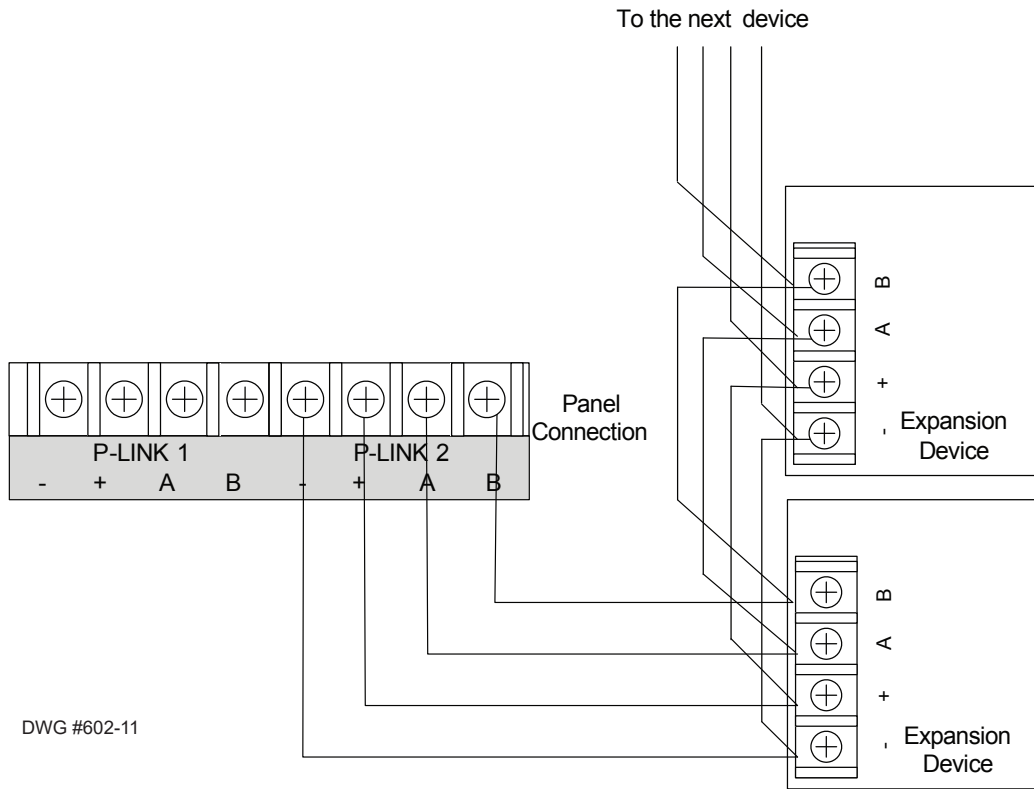 To the next device
B
A
+
-
Expansion
Device
Panel
Connection
P-LINK 1 P-LINK 2
- + A B - + A B
B
A
+
-
Expansion
Device
DWG #602-11